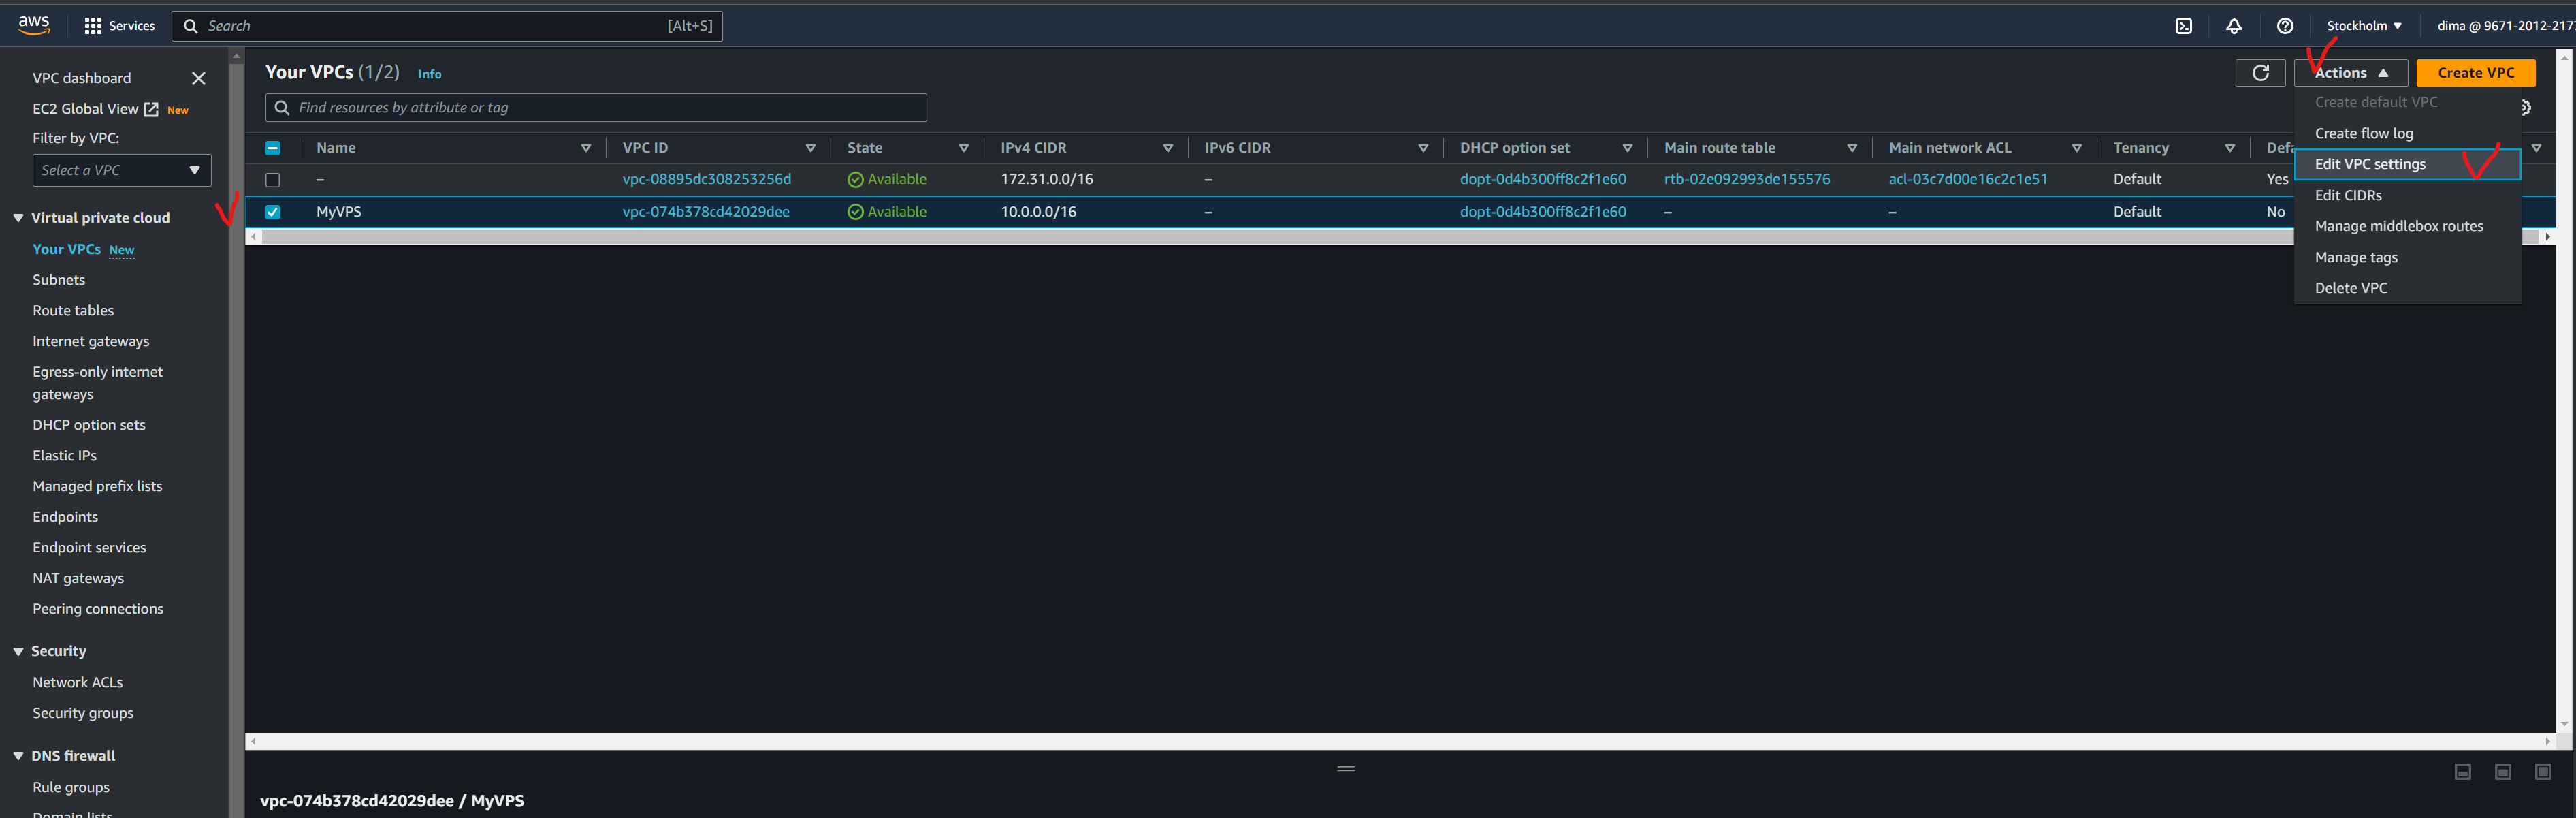 aws Services Search [Alt+S] Stockholm dima @ 9671-2012-217
VPC dashboard
EC2 Global View New
Filter by VPC:
Select a VPC
Virtual private cloud
Your VPCs New
Subnets
Route tables
Internet gateways
Egress-only internet
gateways
DHCP option sets
Elastic IPs
Managed prefix lists
Endpoints
Endpoint services
NAT gateways
Peering connections
Security
Network ACLs
Security groups
DNS firewall
Rule groups
Domain lists
Your VPCs (1/2) Info
Actions Create VPC
Find resources by attribute or tag
Name VPC ID State IPv4 CIDR IPv6 CIDR DHCP option set Main route table Main network ACL Tenancy Defa
– vpc-08895dc308253256d Available 172.31.0.0/16 – dopt-0d4b300ff8c2f1e60 rtb-02e092993de155576 acl-03c7d00e16c2c1e51 Default Yes
MyVPS vpc-074b378cd42029dee Available 10.0.0.0/16 – dopt-0d4b300ff8c2f1e60 – – Default No
Create default VPC
Create flow log
Edit VPC settings
Edit CIDRs
Manage middlebox routes
Manage tags
Delete VPC
vpc-074b378cd42029dee / MyVPS